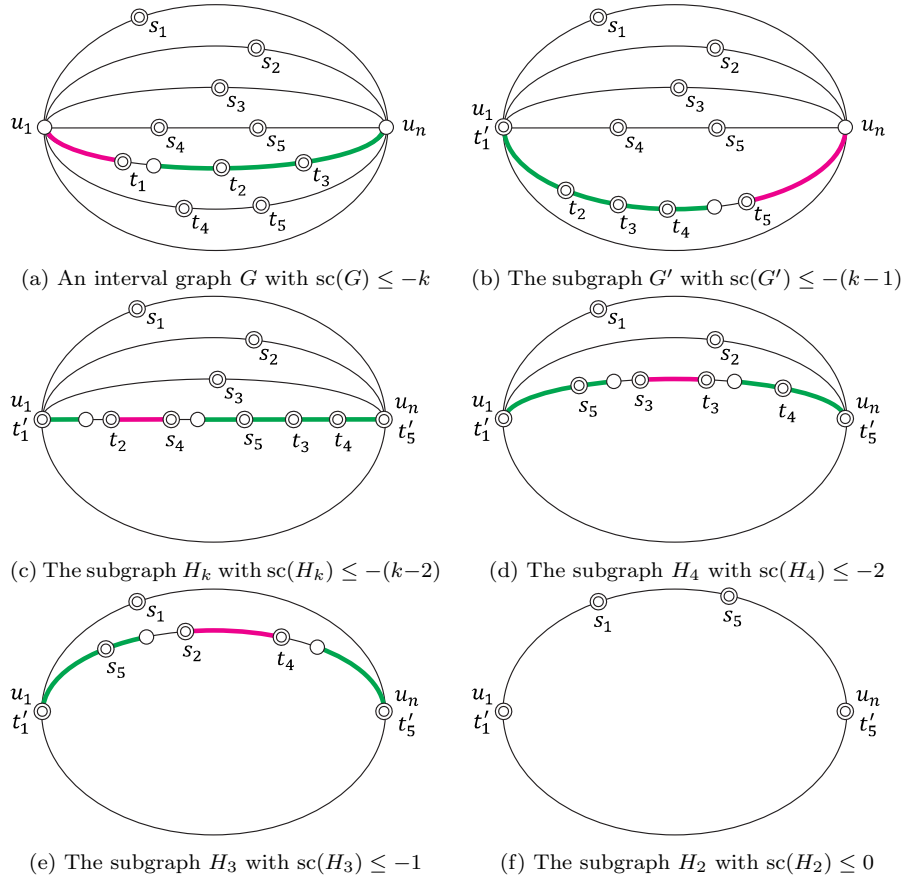 s₁
s₂
s₃
u₁
s₄
s₅
uₙ
t₁
t₂
t₃
t₄
t₅
(a) An interval graph G with sc(G) ≤ −k
s₁
s₂
s₃
u₁
t′₁
s₄
s₅
uₙ
t₂
t₃
t₄
t₅
(b) The subgraph G′ with sc(G′) ≤ −(k−1)
s₁
s₂
s₃
u₁
t′₁
t₂
s₄
s₅
t₃
t₄
uₙ
t′₅
(c) The subgraph Hₖ with sc(Hₖ) ≤ −(k−2)
s₁
s₂
u₁
t′₁
s₅
s₃
t₃
t₄
uₙ
t′₅
(d) The subgraph H₄ with sc(H₄) ≤ −2
s₁
s₂
s₅
t₄
u₁
t′₁
uₙ
t′₅
(e) The subgraph H₃ with sc(H₃) ≤ −1
s₁
s₅
u₁
t′₁
uₙ
t′₅
(f) The subgraph H₂ with sc(H₂) ≤ 0